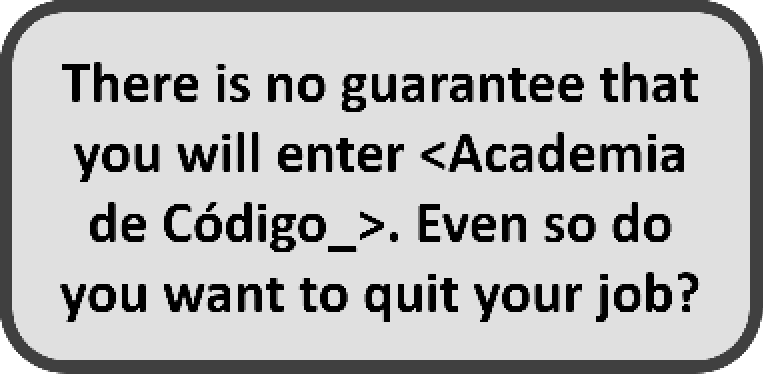 There is no guarantee that
you will enter <Academia
de Código_>. Even so do
you want to quit your job?